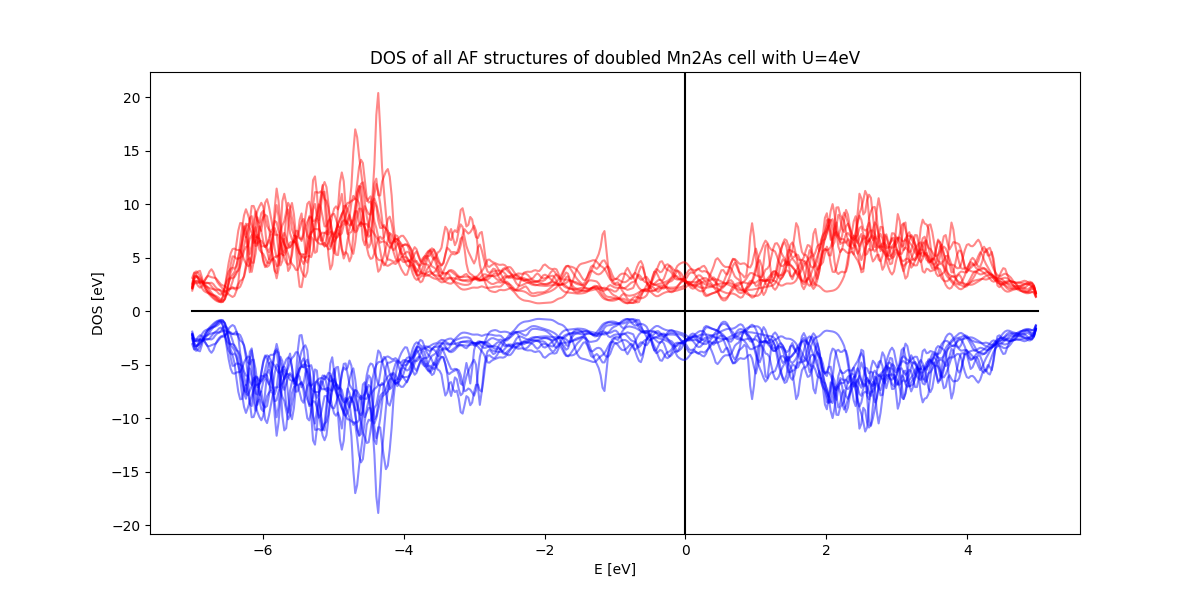 DOS of all AF structures of doubled Mn2As cell with U=4eV
DOS [eV]
20
15
10
5
0
−5
−10
−15
−20
−6 −4 −2 0 2 4
E [eV]